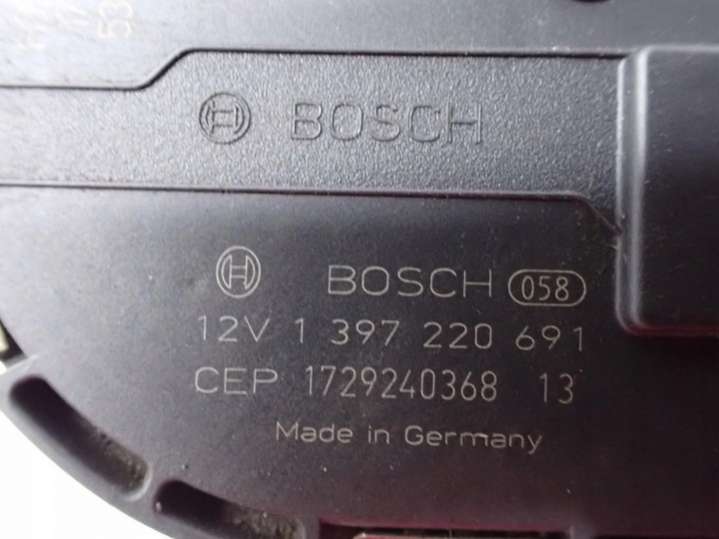 BOSCH
BOSCH 058
12V 1 397 220 691
CEP 1729240368 13
Made in Germany